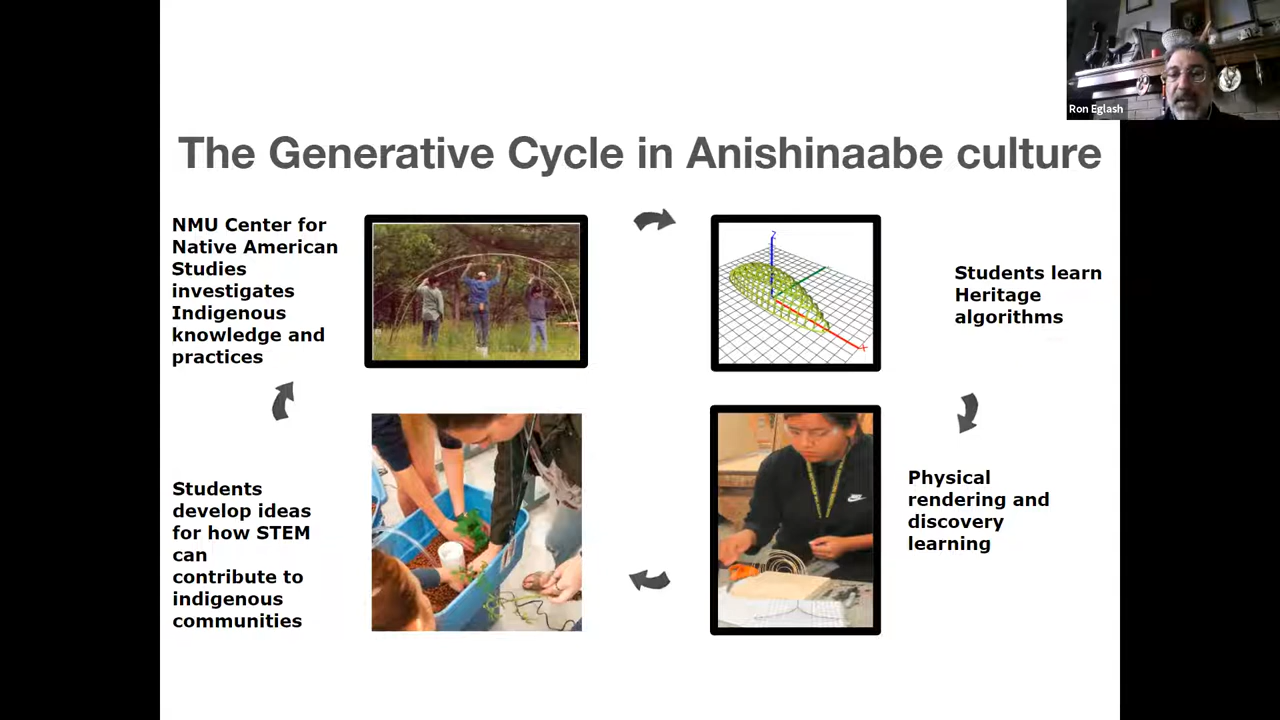 Ron Eglash
The Generative Cycle in Anishinaabe culture
NMU Center for
Native American
Studies
investigates
Indigenous
knowledge and
practices
Z
X
Students learn
Heritage
algorithms
Physical
rendering and
discovery
learning
Students
develop ideas
for how STEM
can
contribute to
indigenous
communities